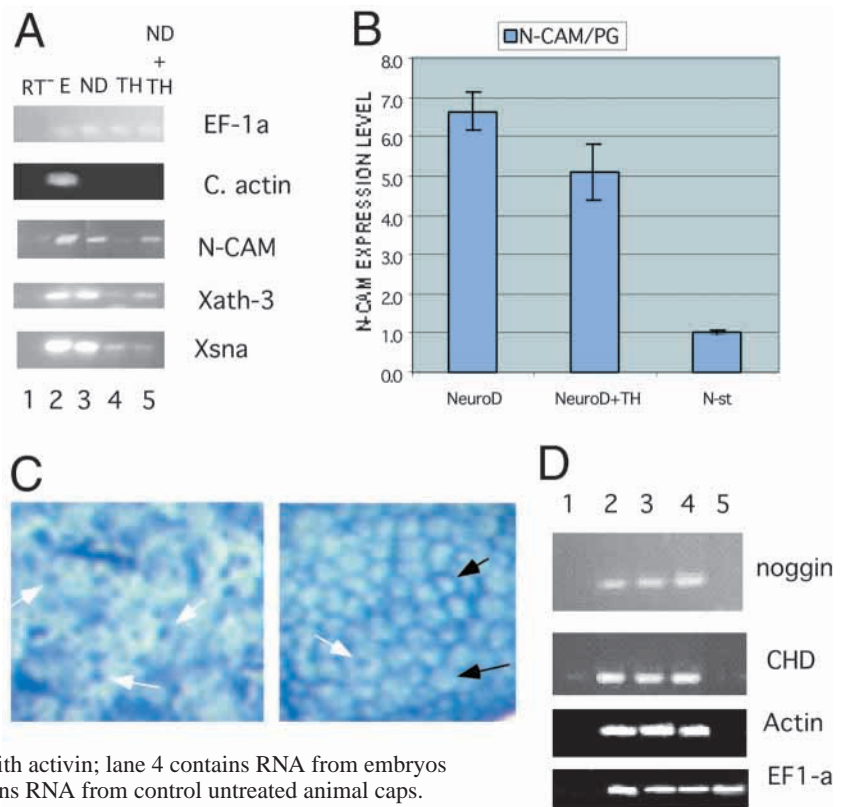 A
ND
+
RT⁻ E ND TH TH
EF-1a
C. actin
N-CAM
Xath-3
Xsna
1 2 3 4 5
B
N-CAM/PG
N-CAM EXPRESSION LEVEL
8.0
7.0
6.0
5.0
4.0
3.0
2.0
1.0
0.0
NeuroD NeuroD+TH N-st
C
D
1 2 3 4 5
noggin
CHD
Actin
EF1-a
ith activin; lane 4 contains RNA from embryos
ns RNA from control untreated animal caps.